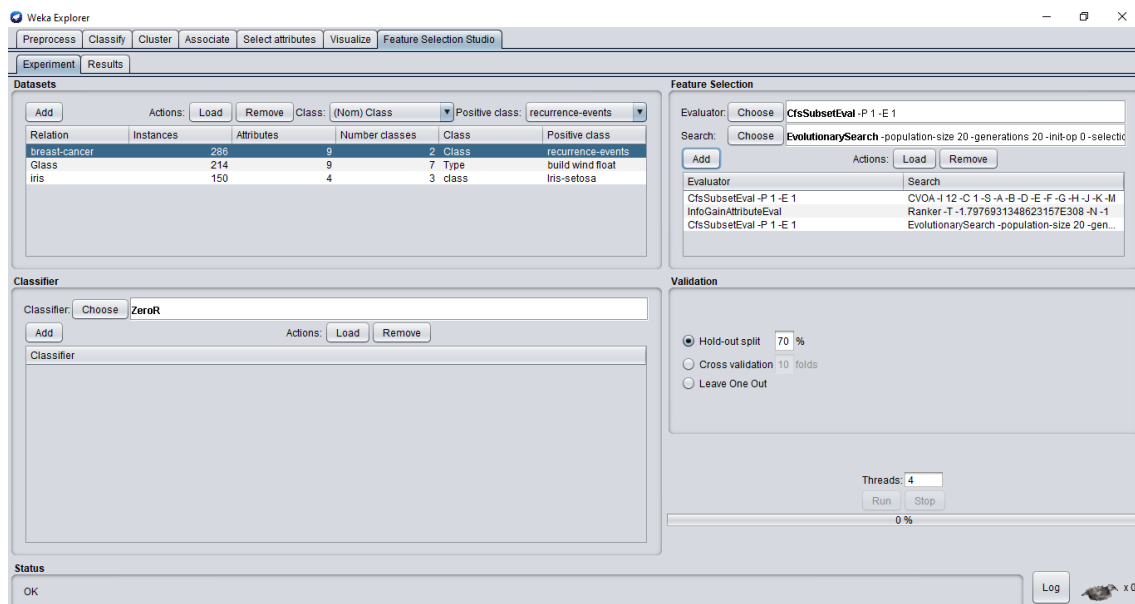 Weka Explorer
Preprocess Classify Cluster Associate Select attributes Visualize Feature Selection Studio
Experiment Results
Datasets
Add Actions: Load Remove Class: (Nom) Class Positive class: recurrence-events
Relation Instances Attributes Number classes Class Positive class
breast-cancer 286 9 2 Class recurrence-events
Glass 214 9 7 Type build wind float
iris 150 4 3 class Iris-setosa
Feature Selection
Evaluator: Choose CfsSubsetEval -P 1 -E 1
Search: Choose EvolutionarySearch -population-size 20 -generations 20 -init-op 0 -selectio
Add Actions: Load Remove
Evaluator Search
CfsSubsetEval -P 1 -E 1 CVOA -I 12 -C 1 -S -A -B -D -E -F -G -H -J -K -M
InfoGainAttributeEval Ranker -T -1.7976931348623157E308 -N -1
CfsSubsetEval -P 1 -E 1 EvolutionarySearch -population-size 20 -gen...
Classifier
Classifier: Choose ZeroR
Add Actions: Load Remove
Classifier
Validation
Hold-out split 70 %
Cross validation 10 folds
Leave One Out
Threads: 4
Run Stop
0 %
Status
OK
Log x 0